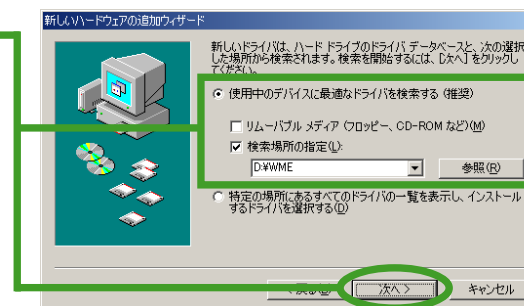 新しいハードウェアの追加ウィザード
新しいドライバは、ハード ドライブのドライバ データベースと、次の選択
した場所から検索されます。検索を開始するには、[次へ] をクリックし
てください。
使用中のデバイスに最適なドライバを検索する (推奨)
リムーバブル メディア (フロッピー、CD-ROM など)(M)
検索場所の指定(L):
D:¥WME
参照(R)
特定の場所にあるすべてのドライバの一覧を表示し、インストール
するドライバを選択する(D)
< 戻る(B)
次へ >
キャンセル